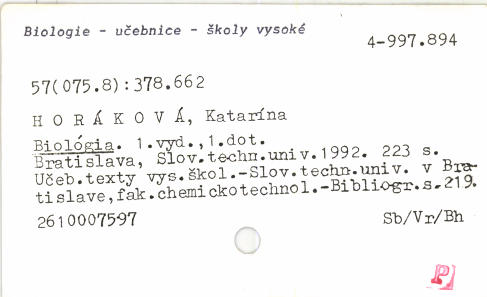 Biologie - učebnice - školy vysoké
4-997.894
57(075.8):378.662
H O R Á K O V Á, Katarína
Biológia. 1.vyd.,1.dot.
Bratislava, Slov.techn.univ.1992. 223 s.
Učeb.texty vys.škol.-Slov.techn.univ. v Bra-
tislave,fak.chemickotechnol.-Bibliogr.s.219.
2610007597
Sb/Vr/Bh
P